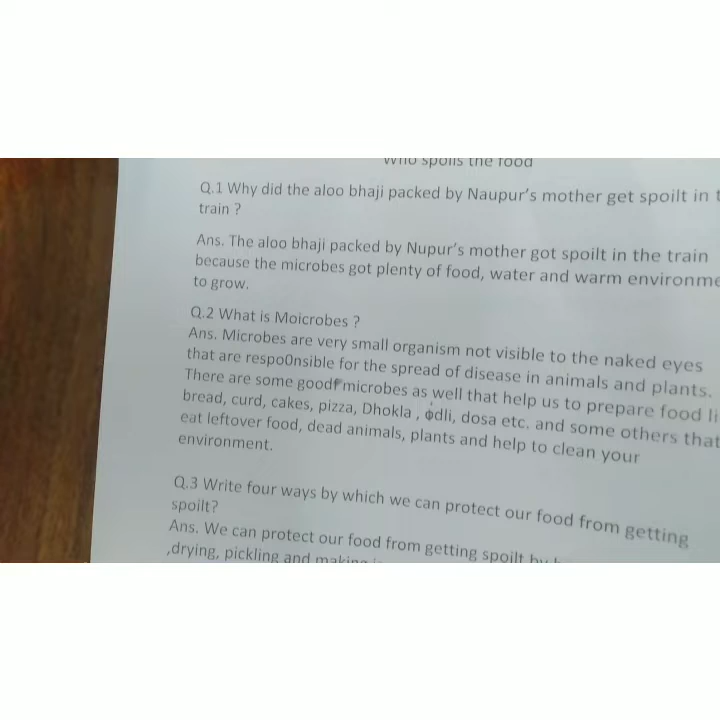 Who spoils the food
Q.1 Why did the aloo bhaji packed by Naupur's mother get spoilt in
train ?
Ans. The aloo bhaji packed by Nupur's mother got spoilt in the train
because the microbes got plenty of food, water and warm environme
to grow.
Q.2 What is Moicrobes ?
Ans. Microbes are very small organism not visible to the naked eyes
that are respo0nsible for the spread of disease in animals and plants.
There are some goodf microbes as well that help us to prepare food li
bread, curd, cakes, pizza, Dhokla , dli, dosa etc. and some others that
eat leftover food, dead animals, plants and help to clean your
environment.
Q.3 Write four ways by which we can protect our food from getting
spoilt?
Ans. We can protect our food from getting spoilt by
,drying, pickling and making